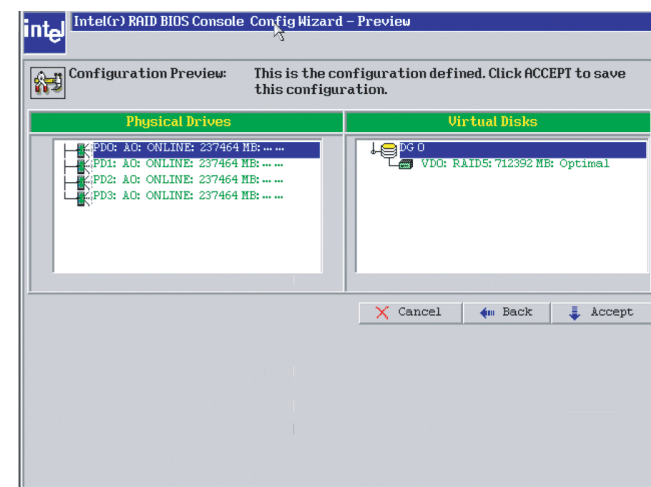 intel
Intel(r) RAID BIOS Console Config Wizard – Preview
Configuration Preview: This is the configuration defined. Click ACCEPT to save
this configuration.
Physical Drives
PD0: A0: ONLINE: 237464 MB: ... ...
PD1: A0: ONLINE: 237464 MB: ... ...
PD2: A0: ONLINE: 237464 MB: ... ...
PD3: A0: ONLINE: 237464 MB: ... ...
Virtual Disks
DG 0
VD0: RAID5: 712392 MB: Optimal
Cancel
Back
Accept